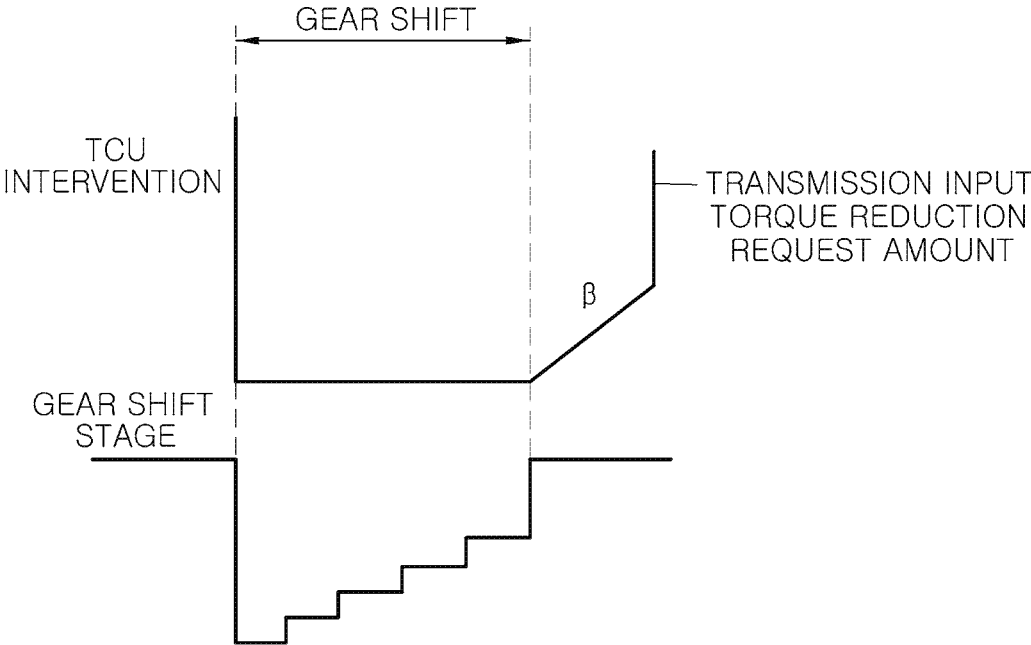 GEAR SHIFT
TCU
INTERVENTION
TRANSMISSION INPUT
TORQUE REDUCTION
REQUEST AMOUNT
β
GEAR SHIFT
STAGE